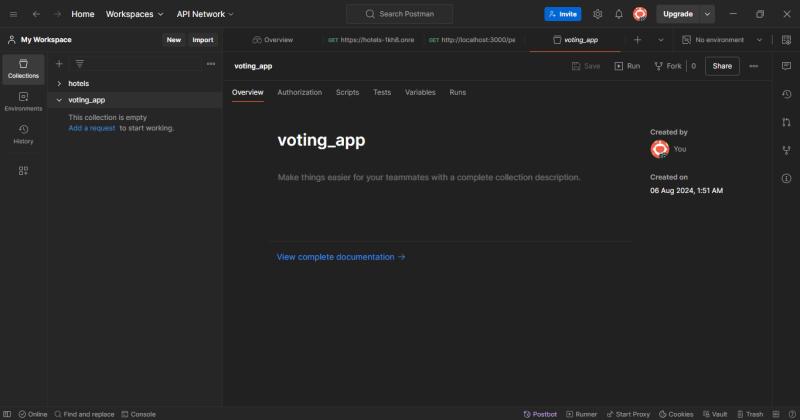 Home Workspaces API Network Search Postman Invite Upgrade
My Workspace New Import Overview GET https://hotels-1kh8.onre GET http://localhost:3000/pe voting_app No environment
voting_app Save Run Fork 0 Share
Collections
Environments
History
hotels
voting_app
This collection is empty
Add a request to start working.
Overview Authorization Scripts Tests Variables Runs
voting_app
Make things easier for your teammates with a complete collection description.
View complete documentation →
Created by
You
Created on
06 Aug 2024, 1:51 AM
Online Find and replace Console Postbot Runner Start Proxy Cookies Vault Trash